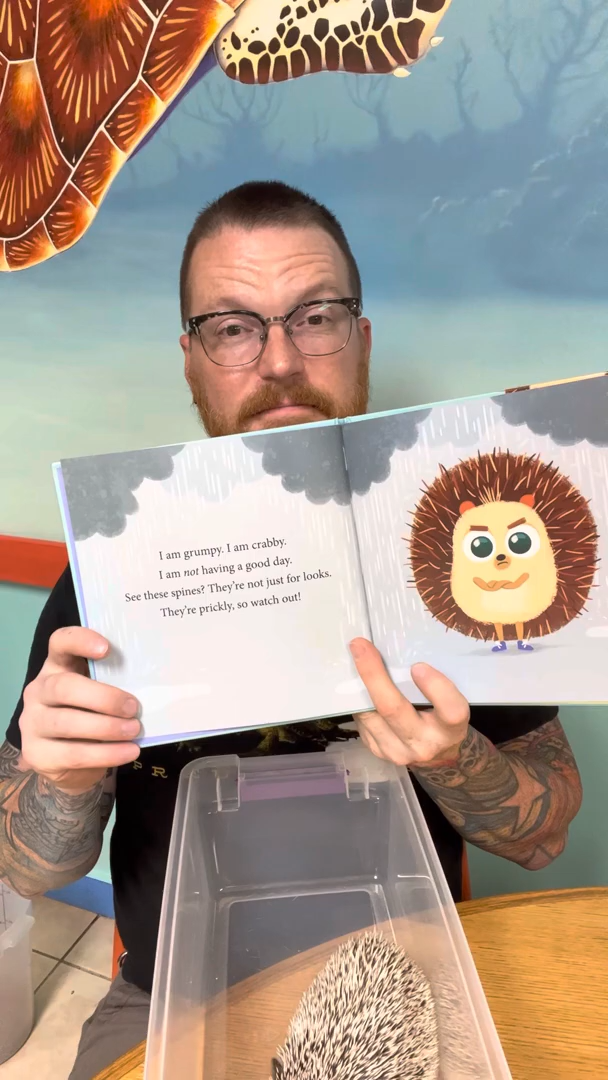 I am grumpy. I am crabby.
I am not having a good day.
See these spines? They're not just for looks.
They're prickly, so watch out!